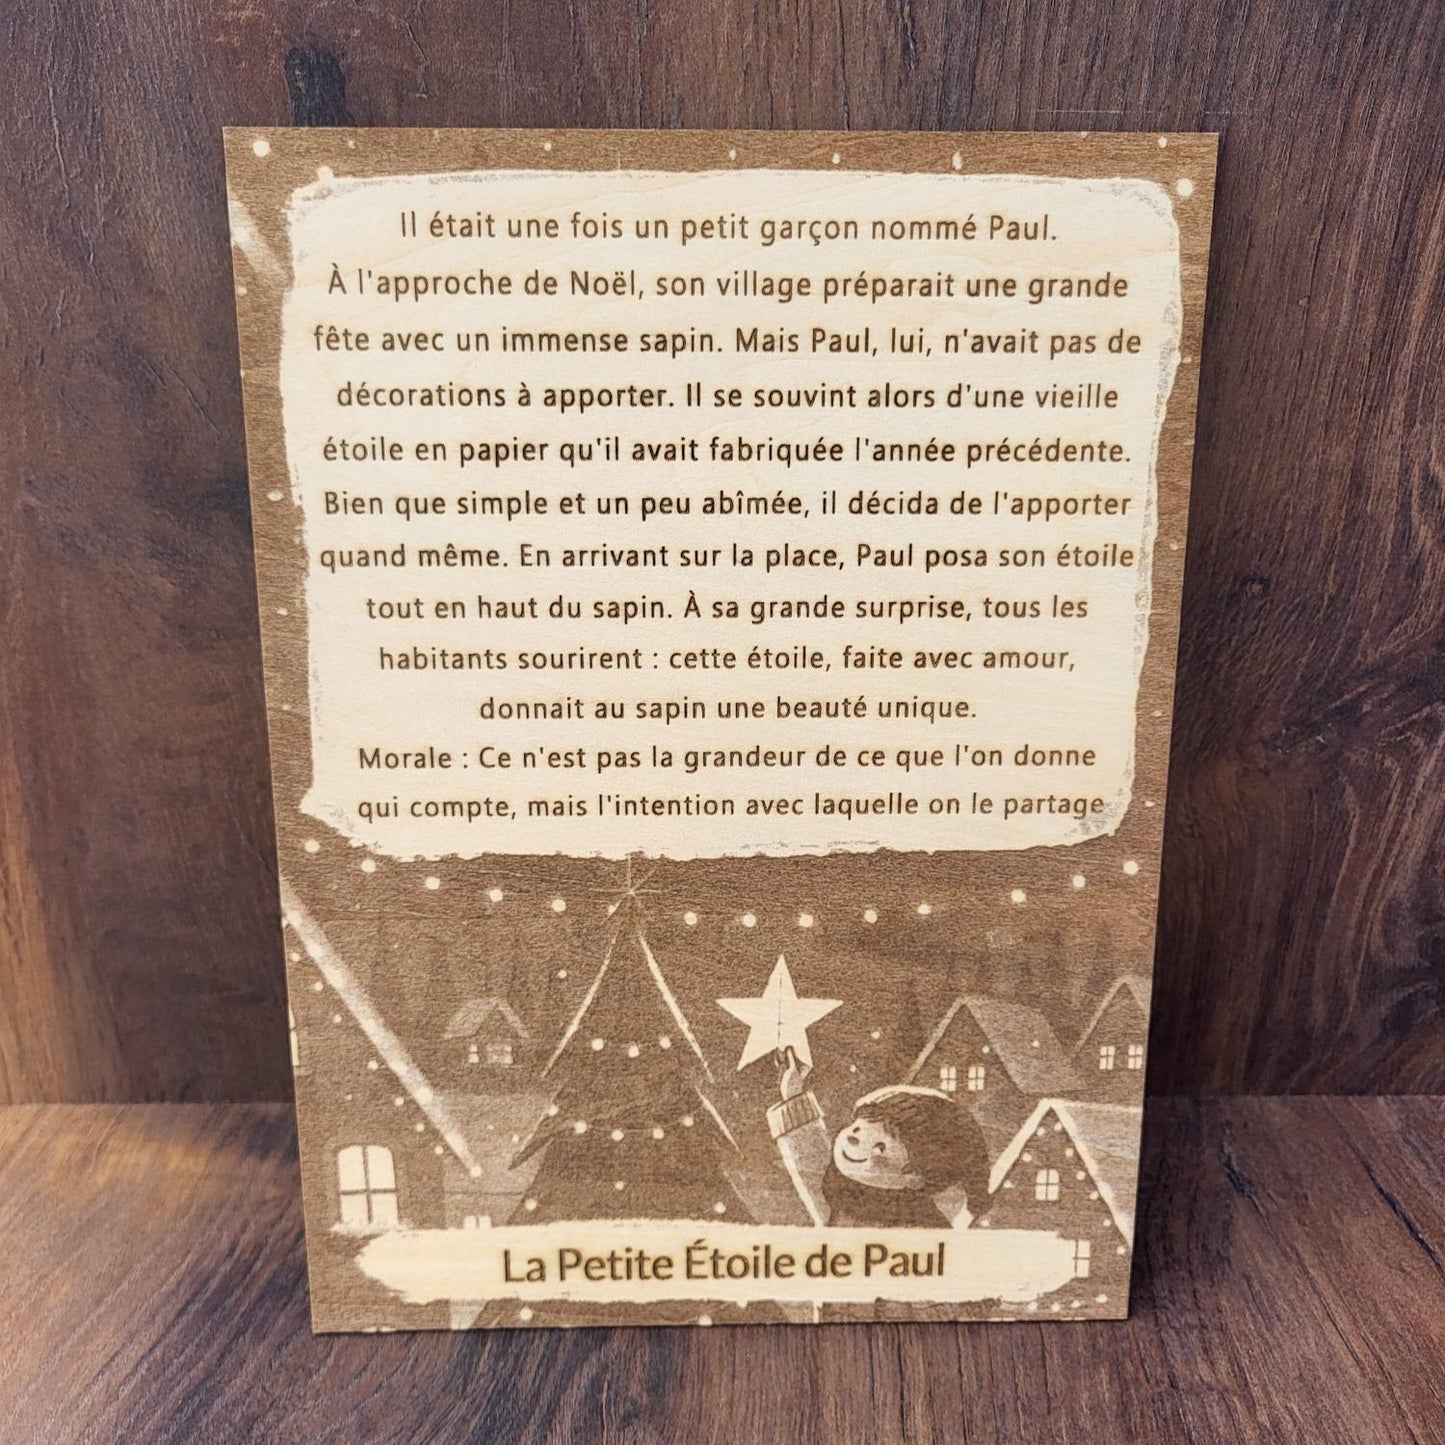 Il était une fois un petit garçon nommé Paul.
À l'approche de Noël, son village préparait une grande
fête avec un immense sapin. Mais Paul, lui, n'avait pas de
décorations à apporter. Il se souvint alors d'une vieille
étoile en papier qu'il avait fabriquée l'année précédente.
Bien que simple et un peu abîmée, il décida de l'apporter
quand même. En arrivant sur la place, Paul posa son étoile
tout en haut du sapin. À sa grande surprise, tous les
habitants sourirent : cette étoile, faite avec amour,
donnait au sapin une beauté unique.
Morale : Ce n'est pas la grandeur de ce que l'on donne
qui compte, mais l'intention avec laquelle on le partage
La Petite Étoile de Paul